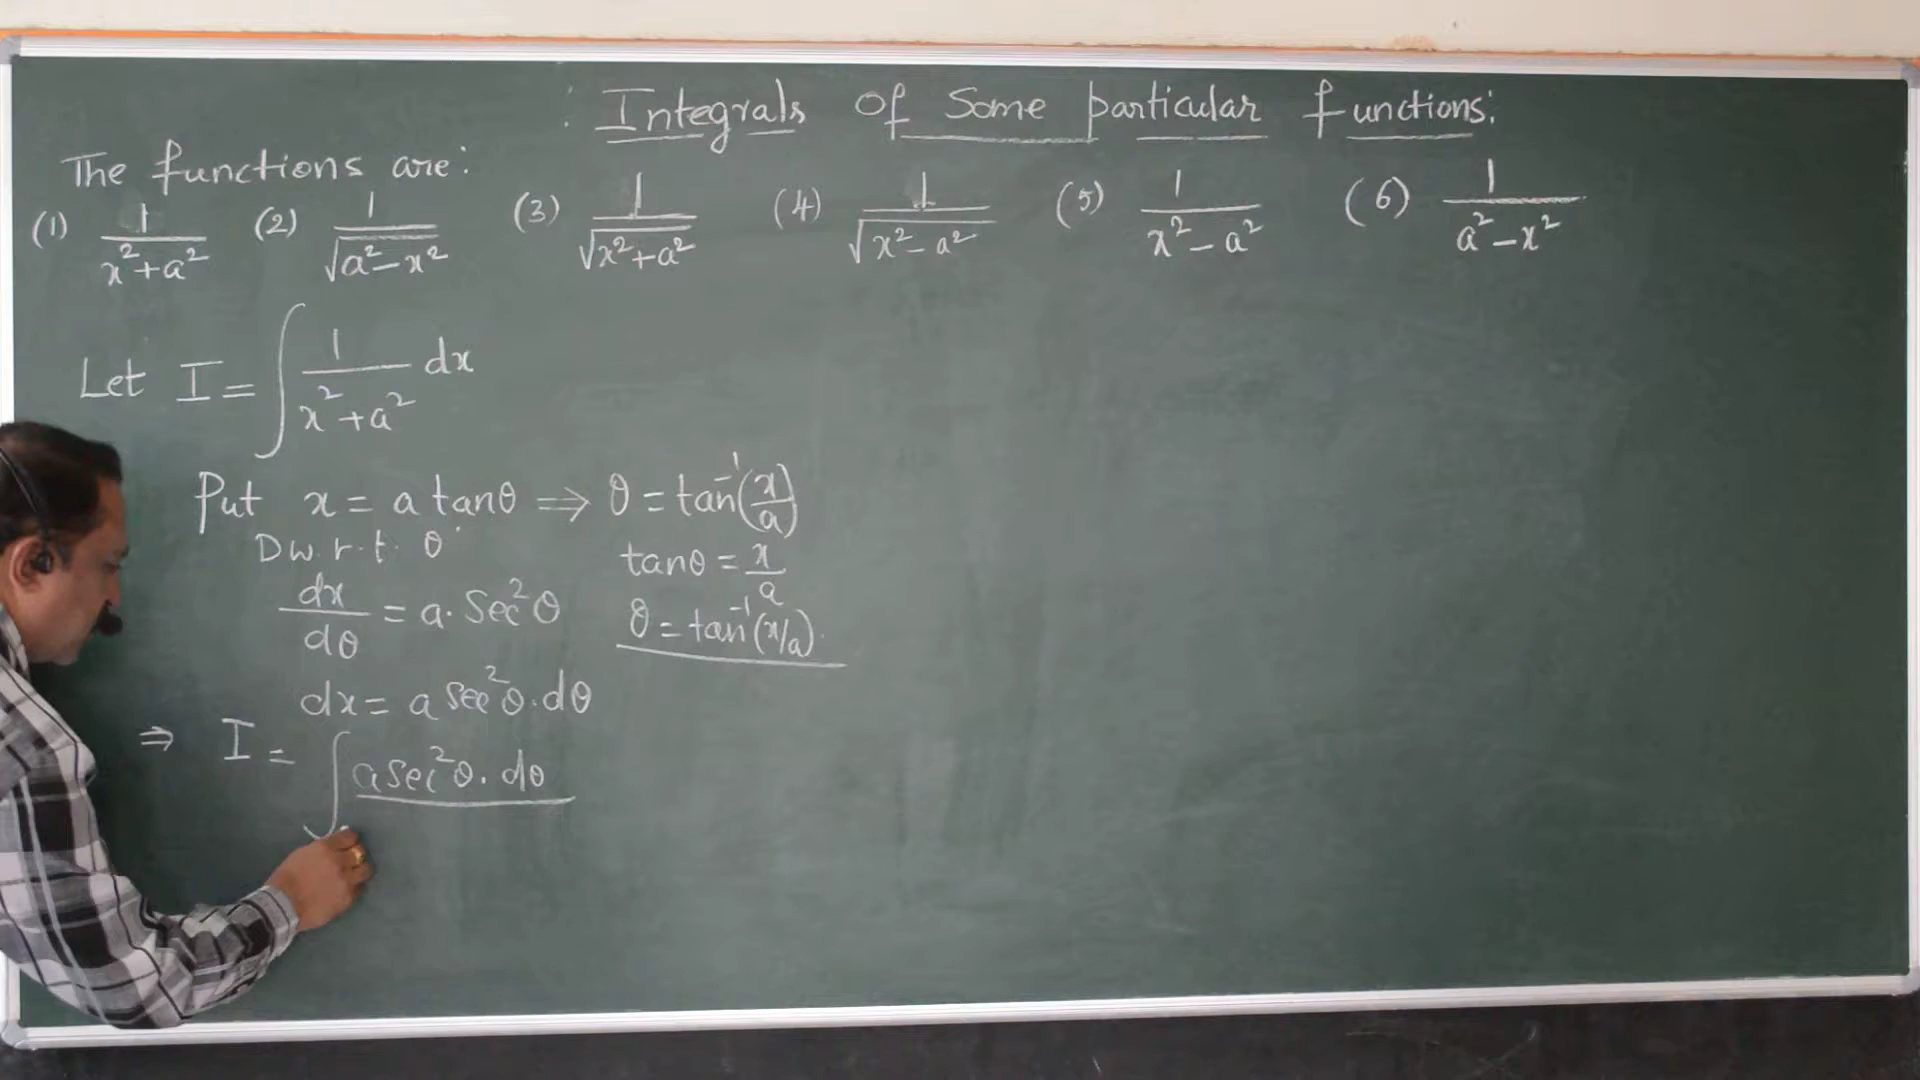 : Integrals Of Some particular functions:
The functions are:
(1) 1/(x²+a²) (2) 1/√(a²-x²) (3) 1/√(x²+a²) (4) 1/√(x²-a²) (5) 1/(x²-a²) (6) 1/(a²-x²)
Let I = ∫ 1/(x²+a²) dx
Put x = a tanθ ⇒ θ = tan⁻¹(x/a)
D w.r.t. θ
tanθ = x/a
dx/dθ = a. Sec²θ
θ = tan⁻¹(x/a).
dx = a sec²θ.dθ
⇒ I = ∫ a sec²θ. dθ